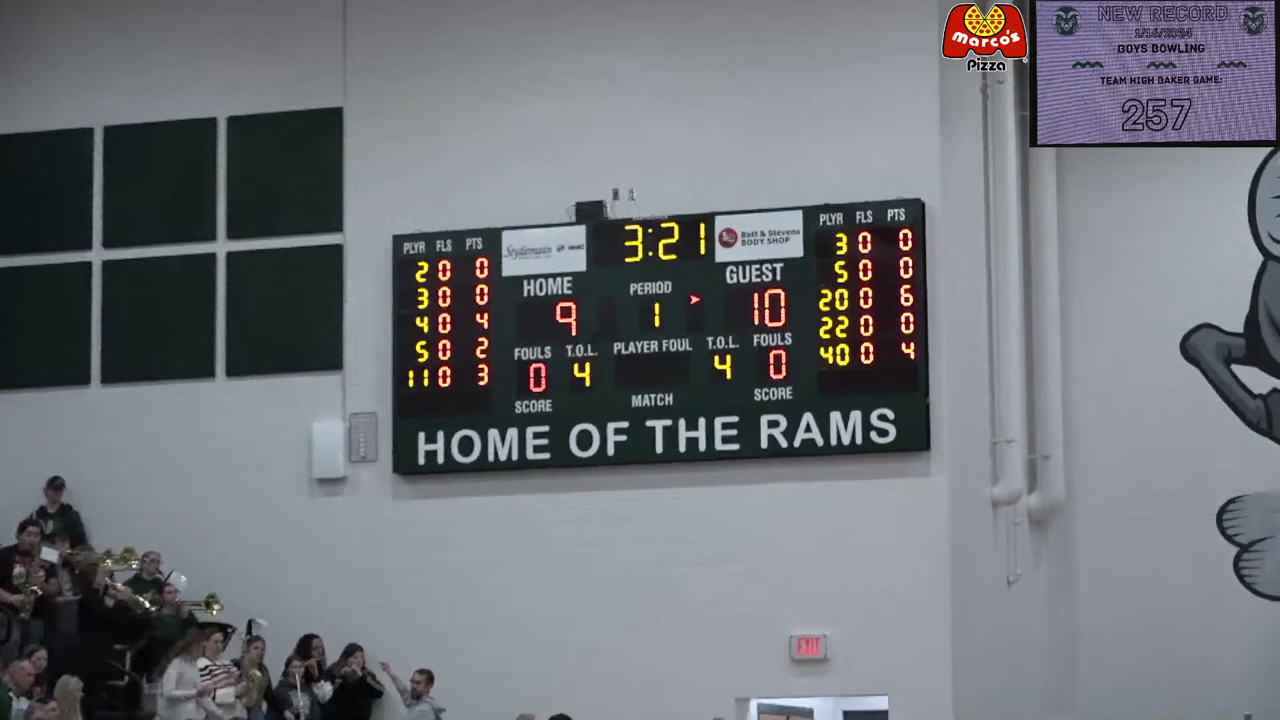 marco's
Pizza
NEW RECORD
1/16/2024
BOYS BOWLING
TEAM HIGH BAKER GAME:
257
PLYR FLS PTS
2 0 0
3 0 0
4 0 4
5 0 2
11 0 3
3:21
Batt & Stevens
BODY SHOP
HOME
9
PERIOD
1
GUEST
10
FOULS
0
T.O.L.
4
PLAYER FOUL
T.O.L.
4
FOULS
0
SCORE
MATCH
SCORE
PLYR FLS PTS
3 0 0
5 0 0
20 0 6
22 0 0
40 0 4
HOME OF THE RAMS
EXIT